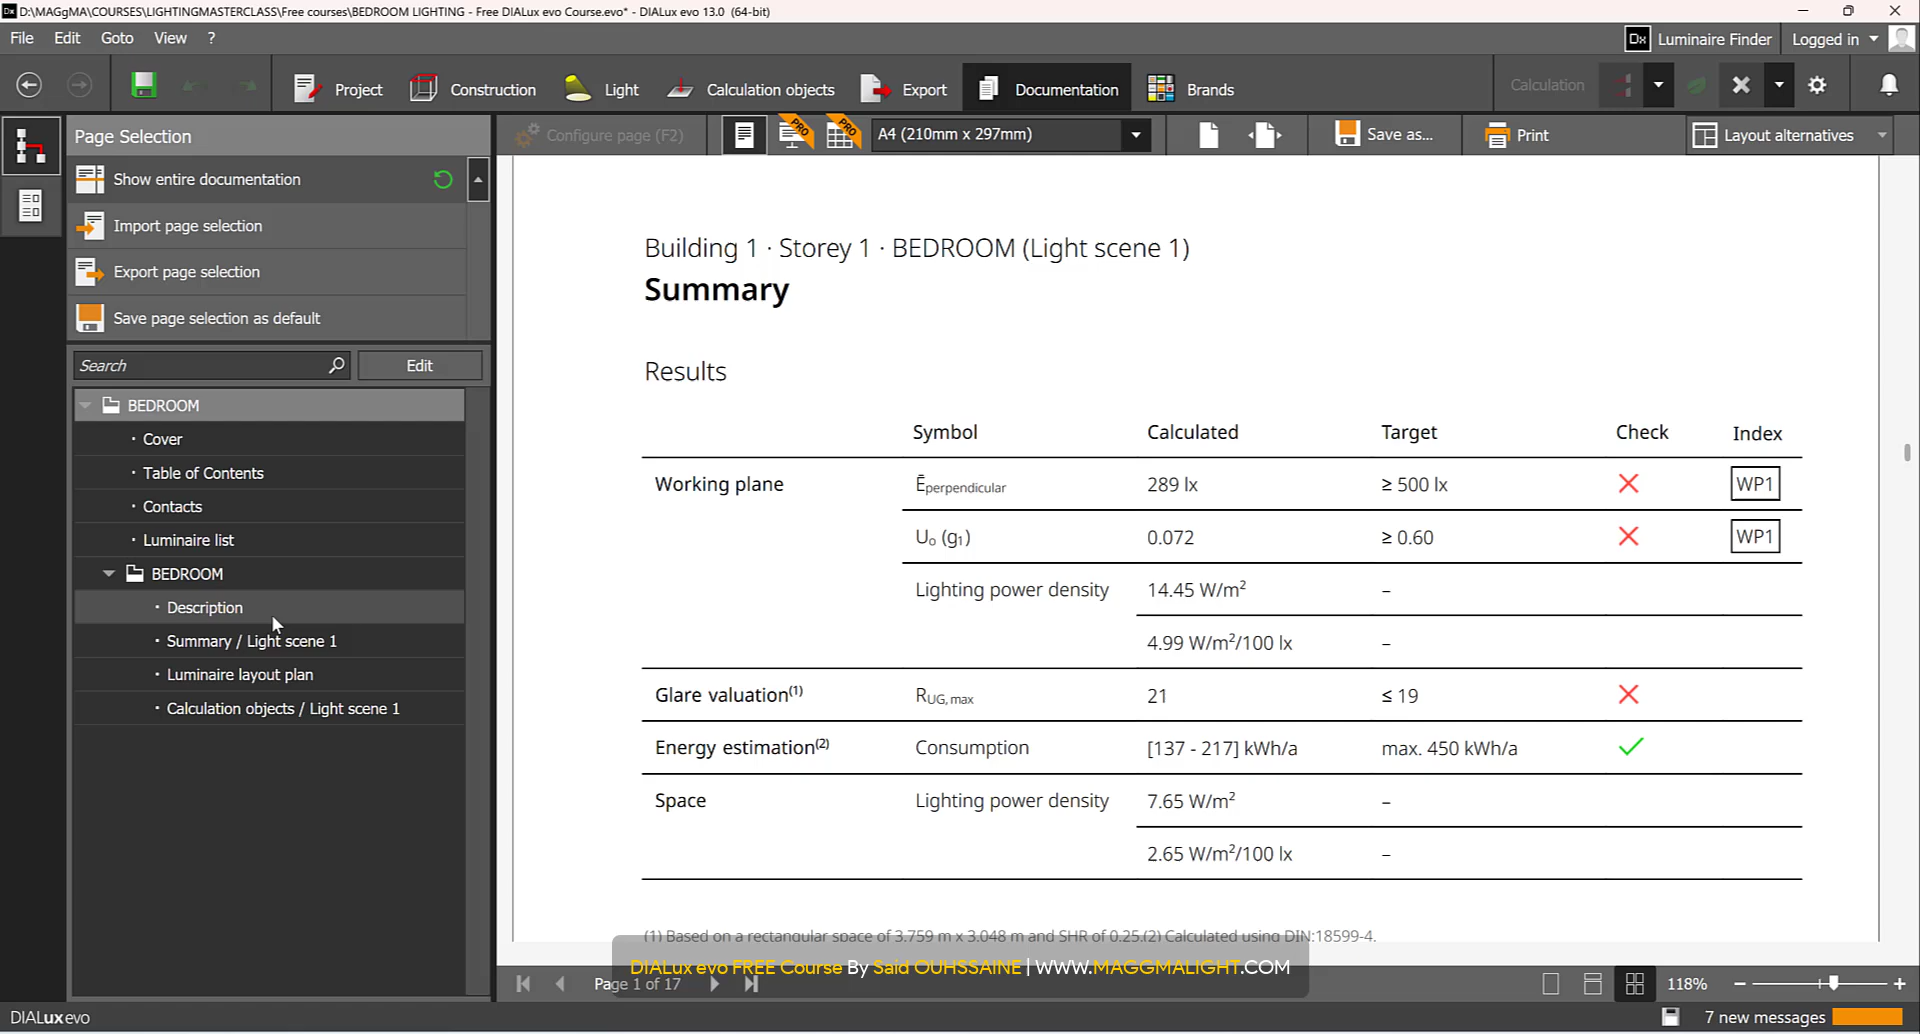 D:\MAGgMA\COURSES\LIGHTINGMASTERCLASS\Free courses\BEDROOM LIGHTING - Free DIALux evo Course.evo* - DIALux evo 13.0 (64-bit)
File Edit Goto View ?
Dx Luminaire Finder Logged in
Project Construction Light Calculation objects Export Documentation Brands Calculation
Page Selection
Configure page (F2) PRO PRO A4 (210mm x 297mm) Save as... Print Layout alternatives
Show entire documentation
Import page selection
Export page selection
Save page selection as default
Search Edit
BEDROOM
· Cover
· Table of Contents
· Contacts
· Luminaire list
BEDROOM
· Description
· Summary / Light scene 1
· Luminaire layout plan
· Calculation objects / Light scene 1
Building 1 · Storey 1 · BEDROOM (Light scene 1)
Summary
Results
Symbol Calculated Target Check Index
Working plane Ēperpendicular 289 lx ≥ 500 lx WP1
Uo (g1) 0.072 ≥ 0.60 WP1
Lighting power density 14.45 W/m² –
4.99 W/m²/100 lx –
Glare valuation(1) RUG, max 21 ≤ 19
Energy estimation(2) Consumption [137 - 217] kWh/a max. 450 kWh/a
Space Lighting power density 7.65 W/m² –
2.65 W/m²/100 lx –
(1) Based on a rectangular space of 3.759 m x 3.048 m and SHR of 0.25.(2) Calculated using DIN:18599-4.
DIALux evo FREE Course By Said OUHSSAINE | WWW.MAGGMALIGHT.COM
Page 1 of 17 118%
DIALux evo 7 new messages